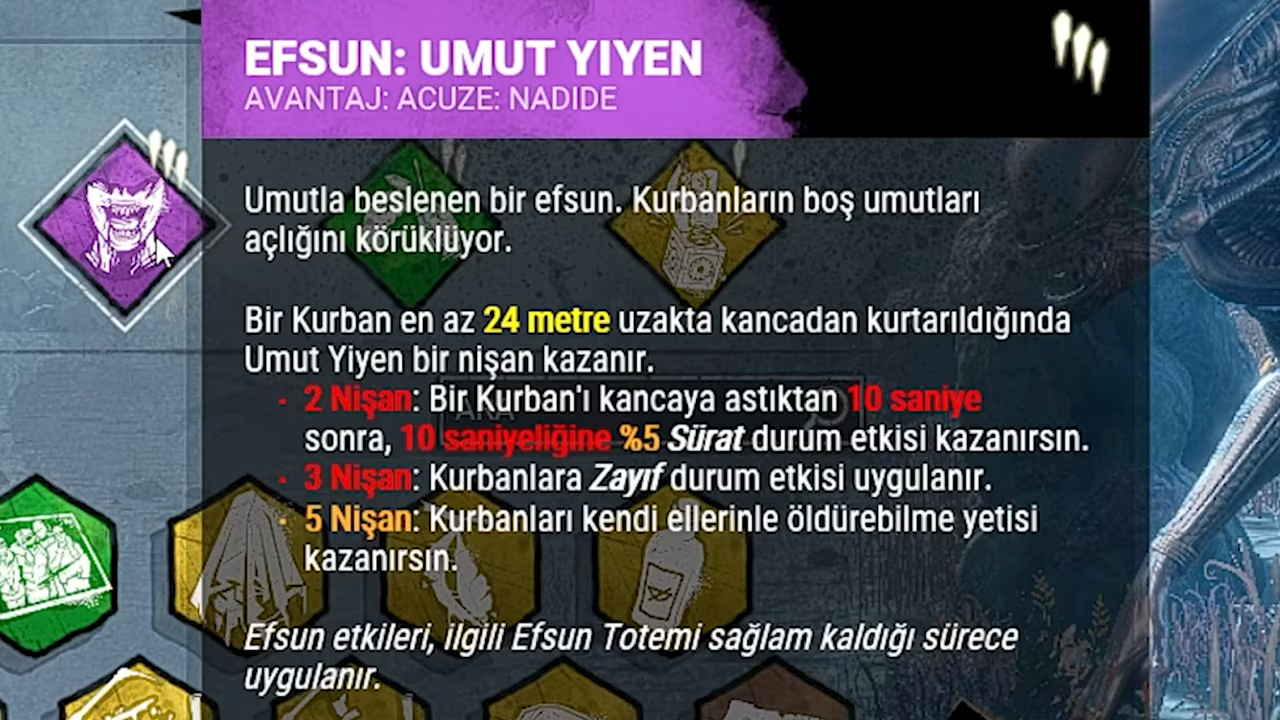 EFSUN: UMUT YIYEN
AVANTAJ: ACUZE: NADIDE
Umutla beslenen bir efsun. Kurbanların boş umutları
açlığını körüklüyor.
Bir Kurban en az 24 metre uzakta kancadan kurtarıldığında
Umut Yiyen bir nişan kazanır.
- 2 Nişan: Bir Kurban'ı kancaya astıktan 10 saniye
sonra, 10 saniyeliğine %5 Sürat durum etkisi kazanırsın.
- 3 Nişan: Kurbanlara Zayıf durum etkisi uygulanır.
- 5 Nişan: Kurbanları kendi ellerinle öldürebilme yetisi
kazanırsın.
Efsun etkileri, ilgili Efsun Totemi sağlam kaldığı sürece
uygulanır.